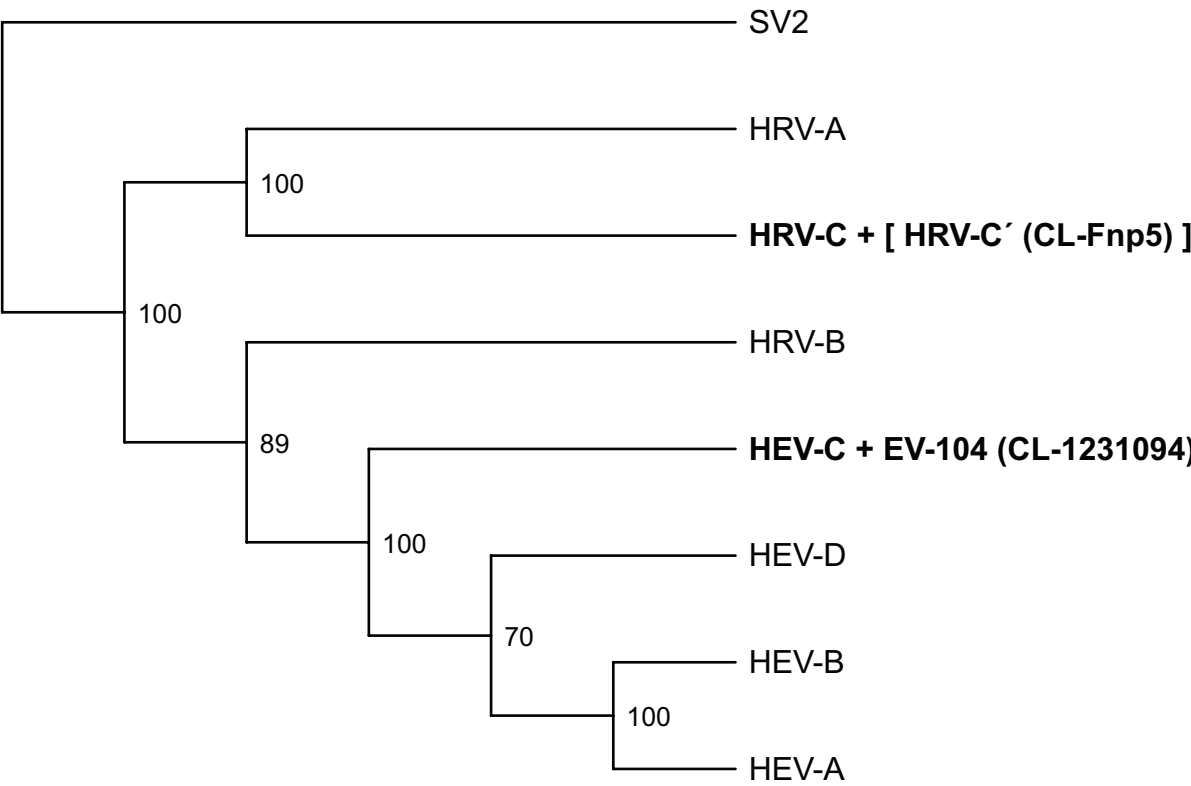 SV2
HRV-A
100
HRV-C + [ HRV-C´ (CL-Fnp5) ]
100
HRV-B
89
HEV-C + EV-104 (CL-1231094)
100
HEV-D
70
HEV-B
100
HEV-A